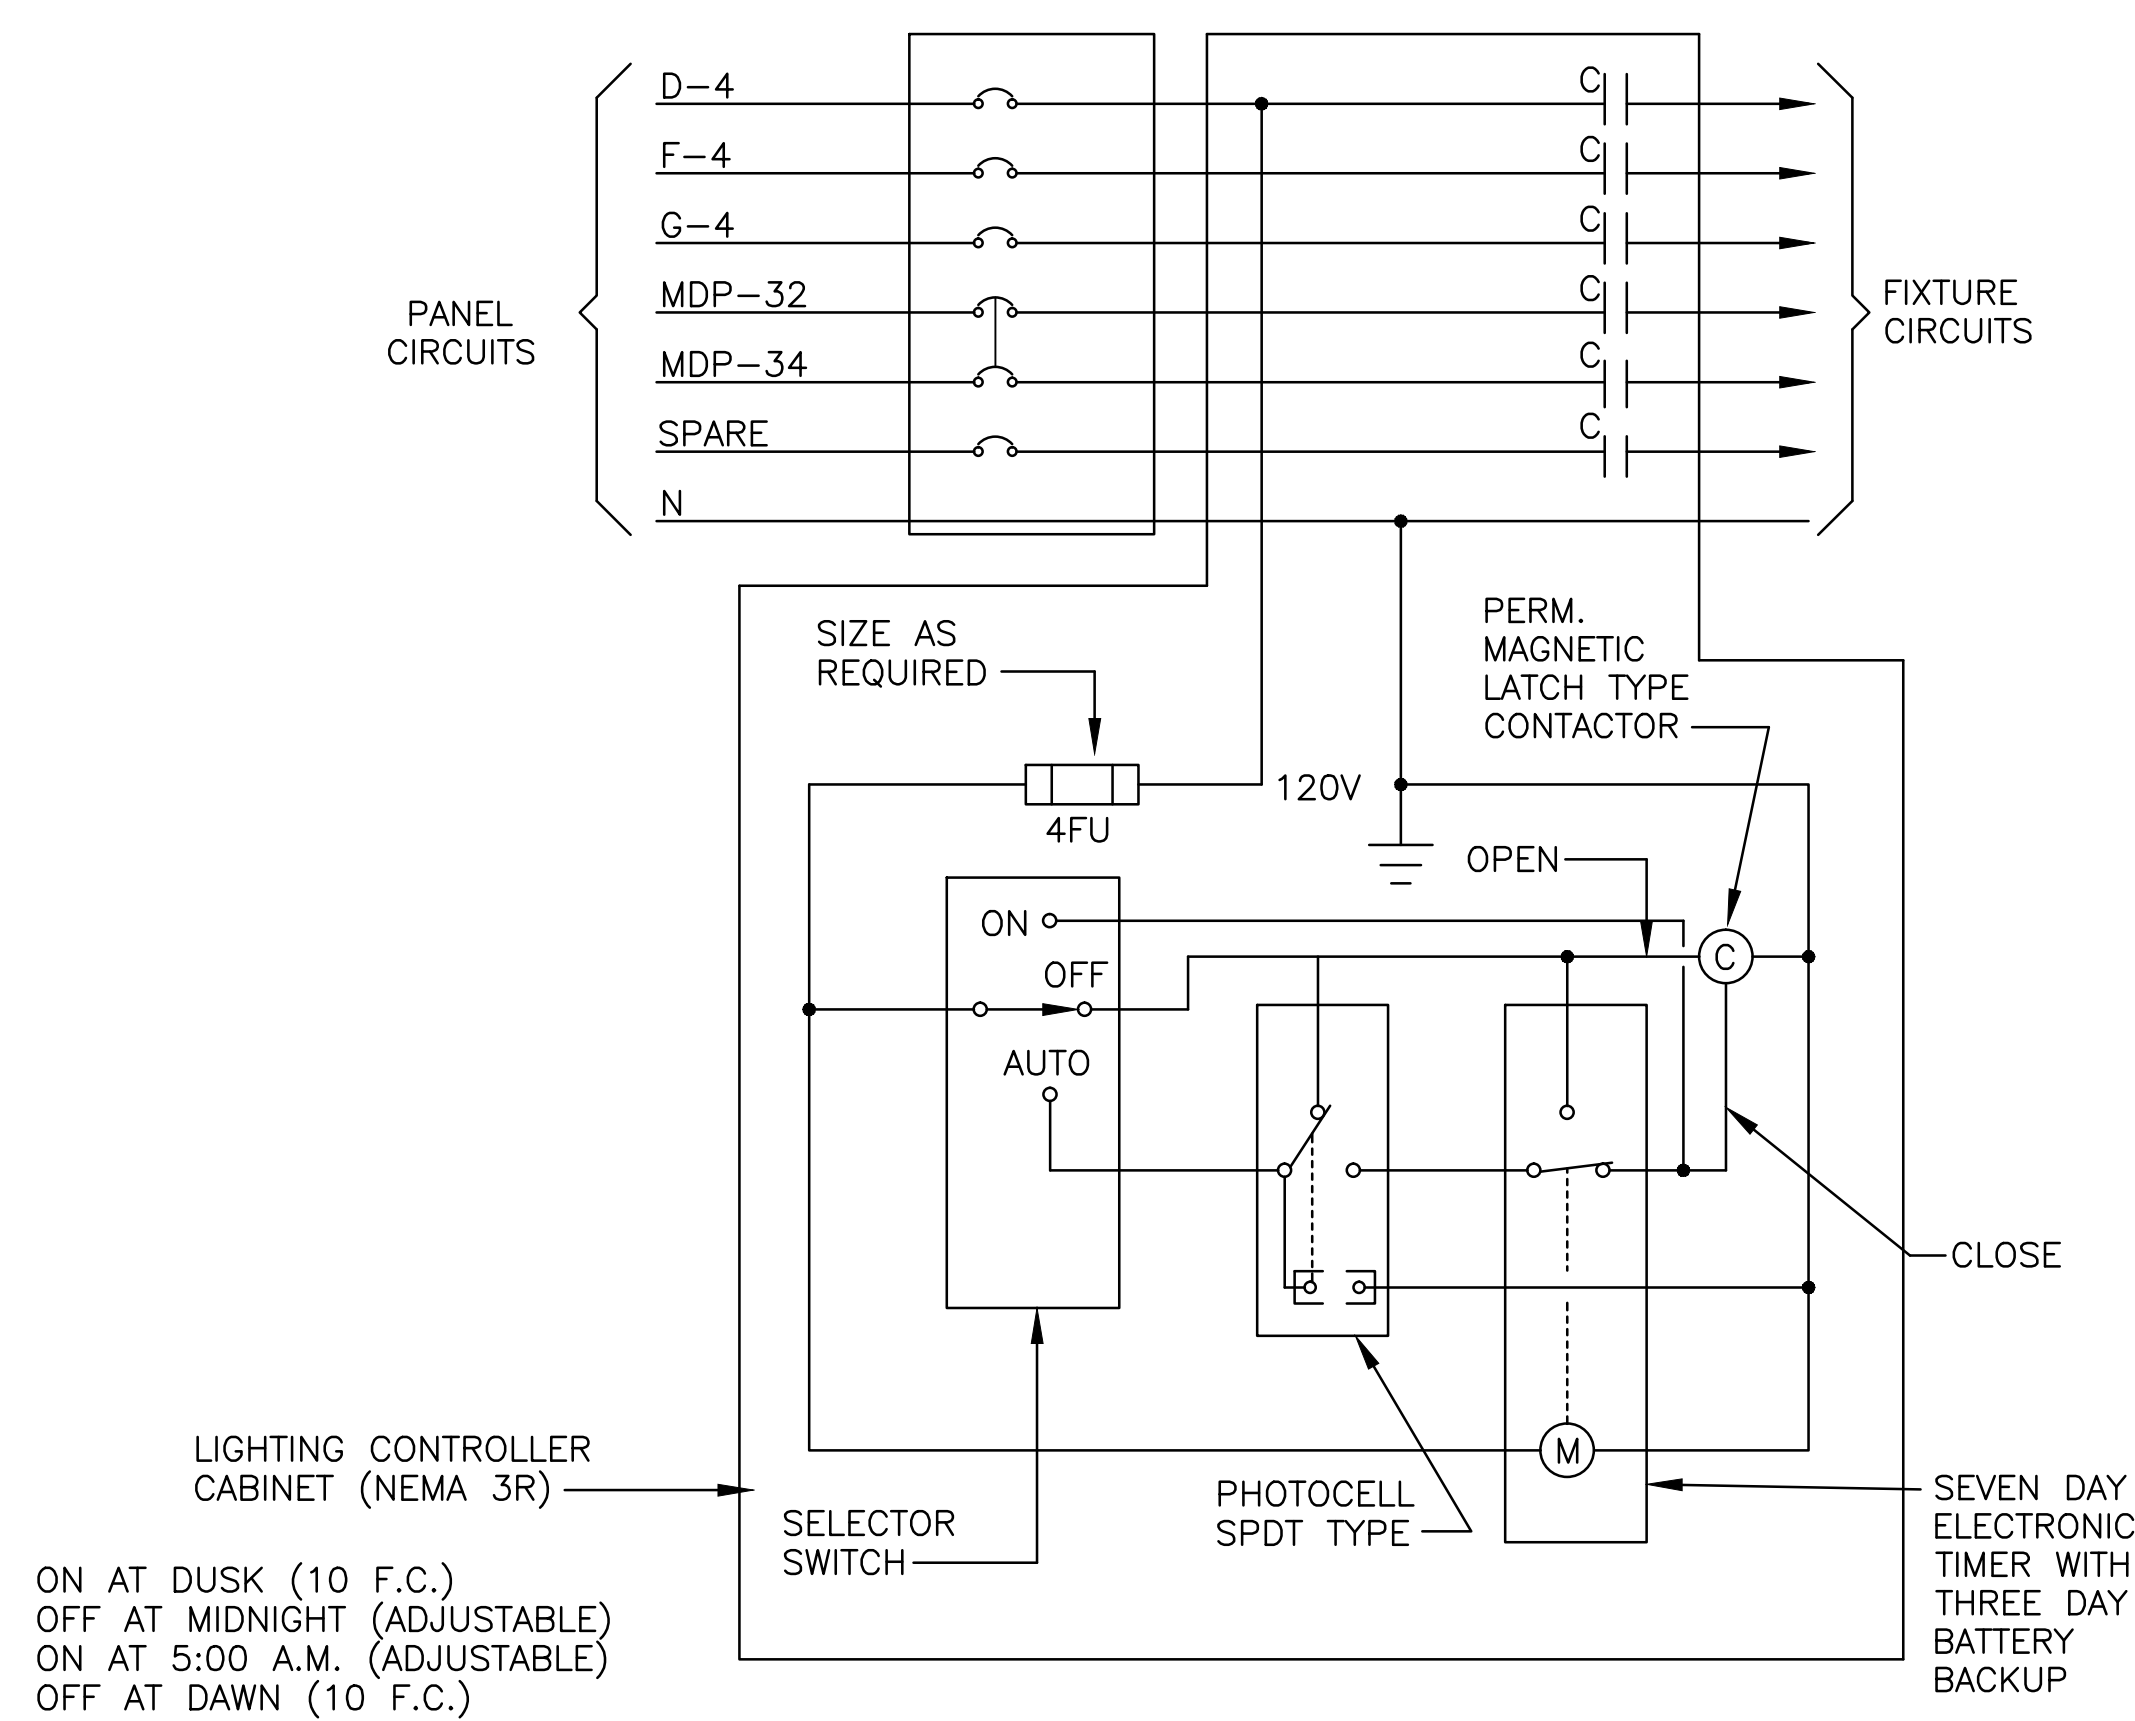 D-4
F-4
G-4
MDP-32
MDP-34
SPARE
N
C
C
C
C
C
C
PANEL
CIRCUITS
FIXTURE
CIRCUITS
SIZE AS
REQUIRED
PERM.
MAGNETIC
LATCH TYPE
CONTACTOR
120V
4FU
OPEN
ON
OFF
AUTO
C
CLOSE
M
LIGHTING CONTROLLER
CABINET (NEMA 3R)
SELECTOR
SWITCH
PHOTOCELL
SPDT TYPE
SEVEN DAY
ELECTRONIC
TIMER WITH
THREE DAY
BATTERY
BACKUP
ON AT DUSK (10 F.C.)
OFF AT MIDNIGHT (ADJUSTABLE)
ON AT 5:00 A.M. (ADJUSTABLE)
OFF AT DAWN (10 F.C.)